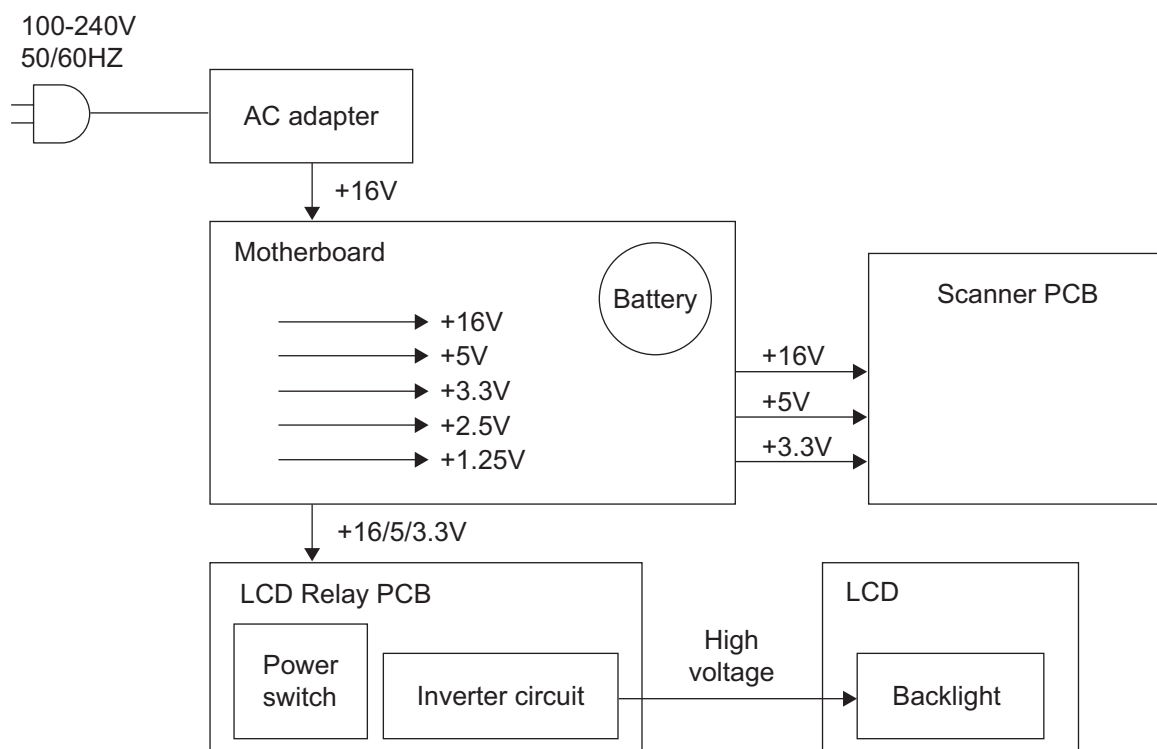 100-240V
50/60HZ
AC adapter
+16V
Motherboard
Battery
+16V
+5V
+3.3V
+2.5V
+1.25V
+16V
+5V
+3.3V
Scanner PCB
+16/5/3.3V
LCD Relay PCB
Power
switch
Inverter circuit
High
voltage
LCD
Backlight